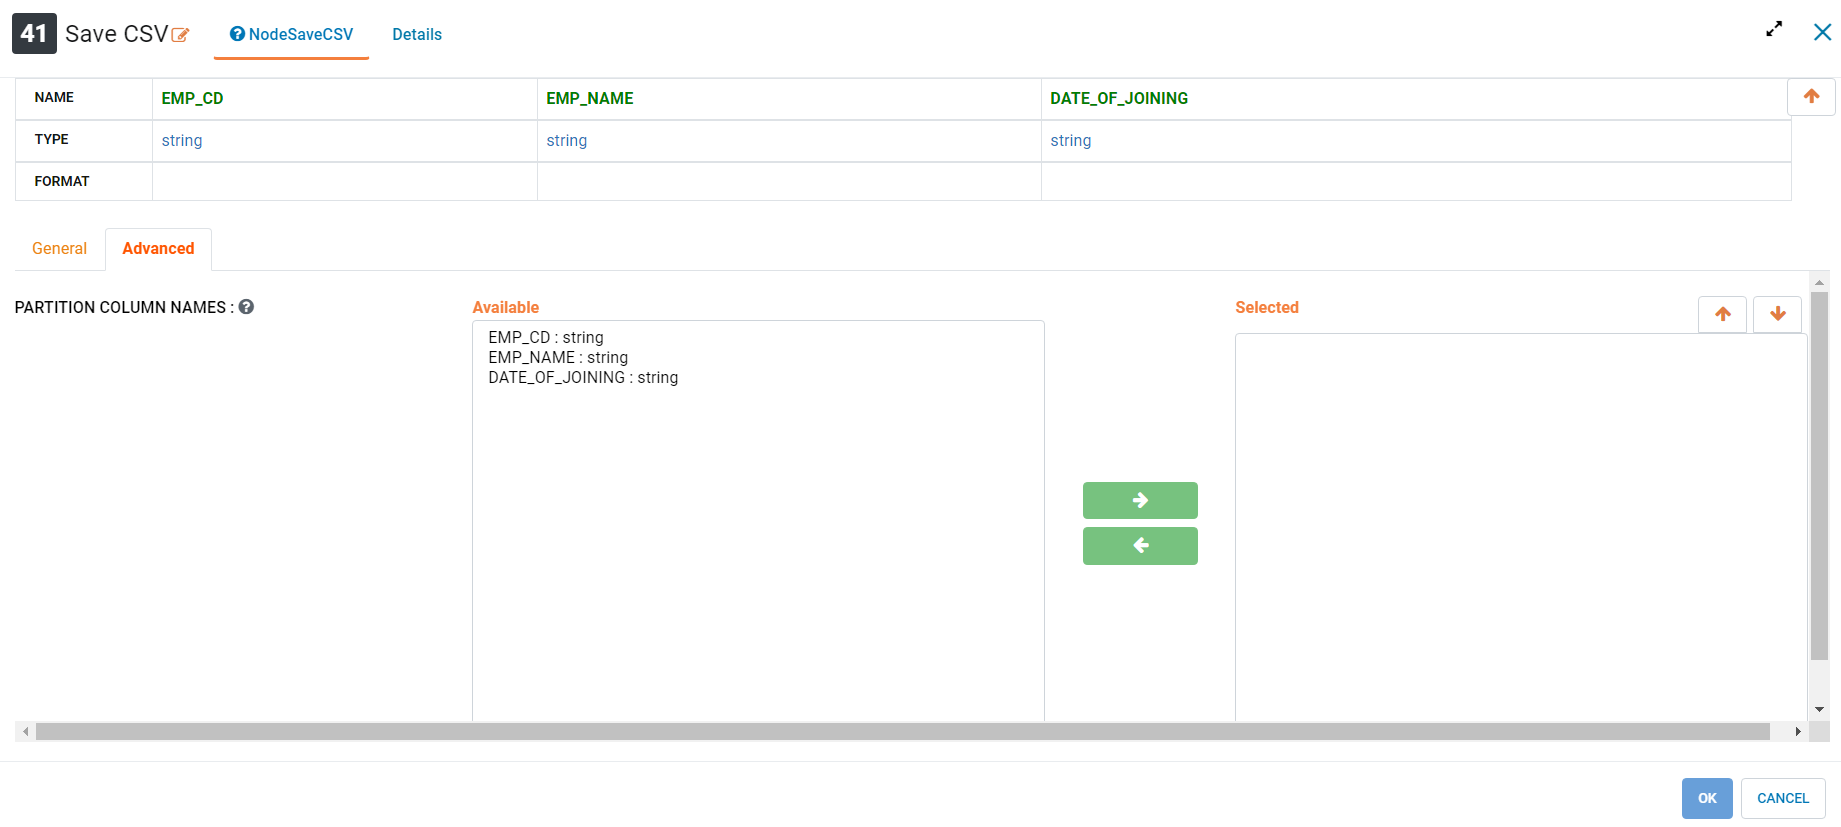 41 Save CSV NodeSaveCSV Details
NAME EMP_CD EMP_NAME DATE_OF_JOINING
TYPE string string string
FORMAT
General Advanced
PARTITION COLUMN NAMES : Available Selected
EMP_CD : string
EMP_NAME : string
DATE_OF_JOINING : string
OK CANCEL